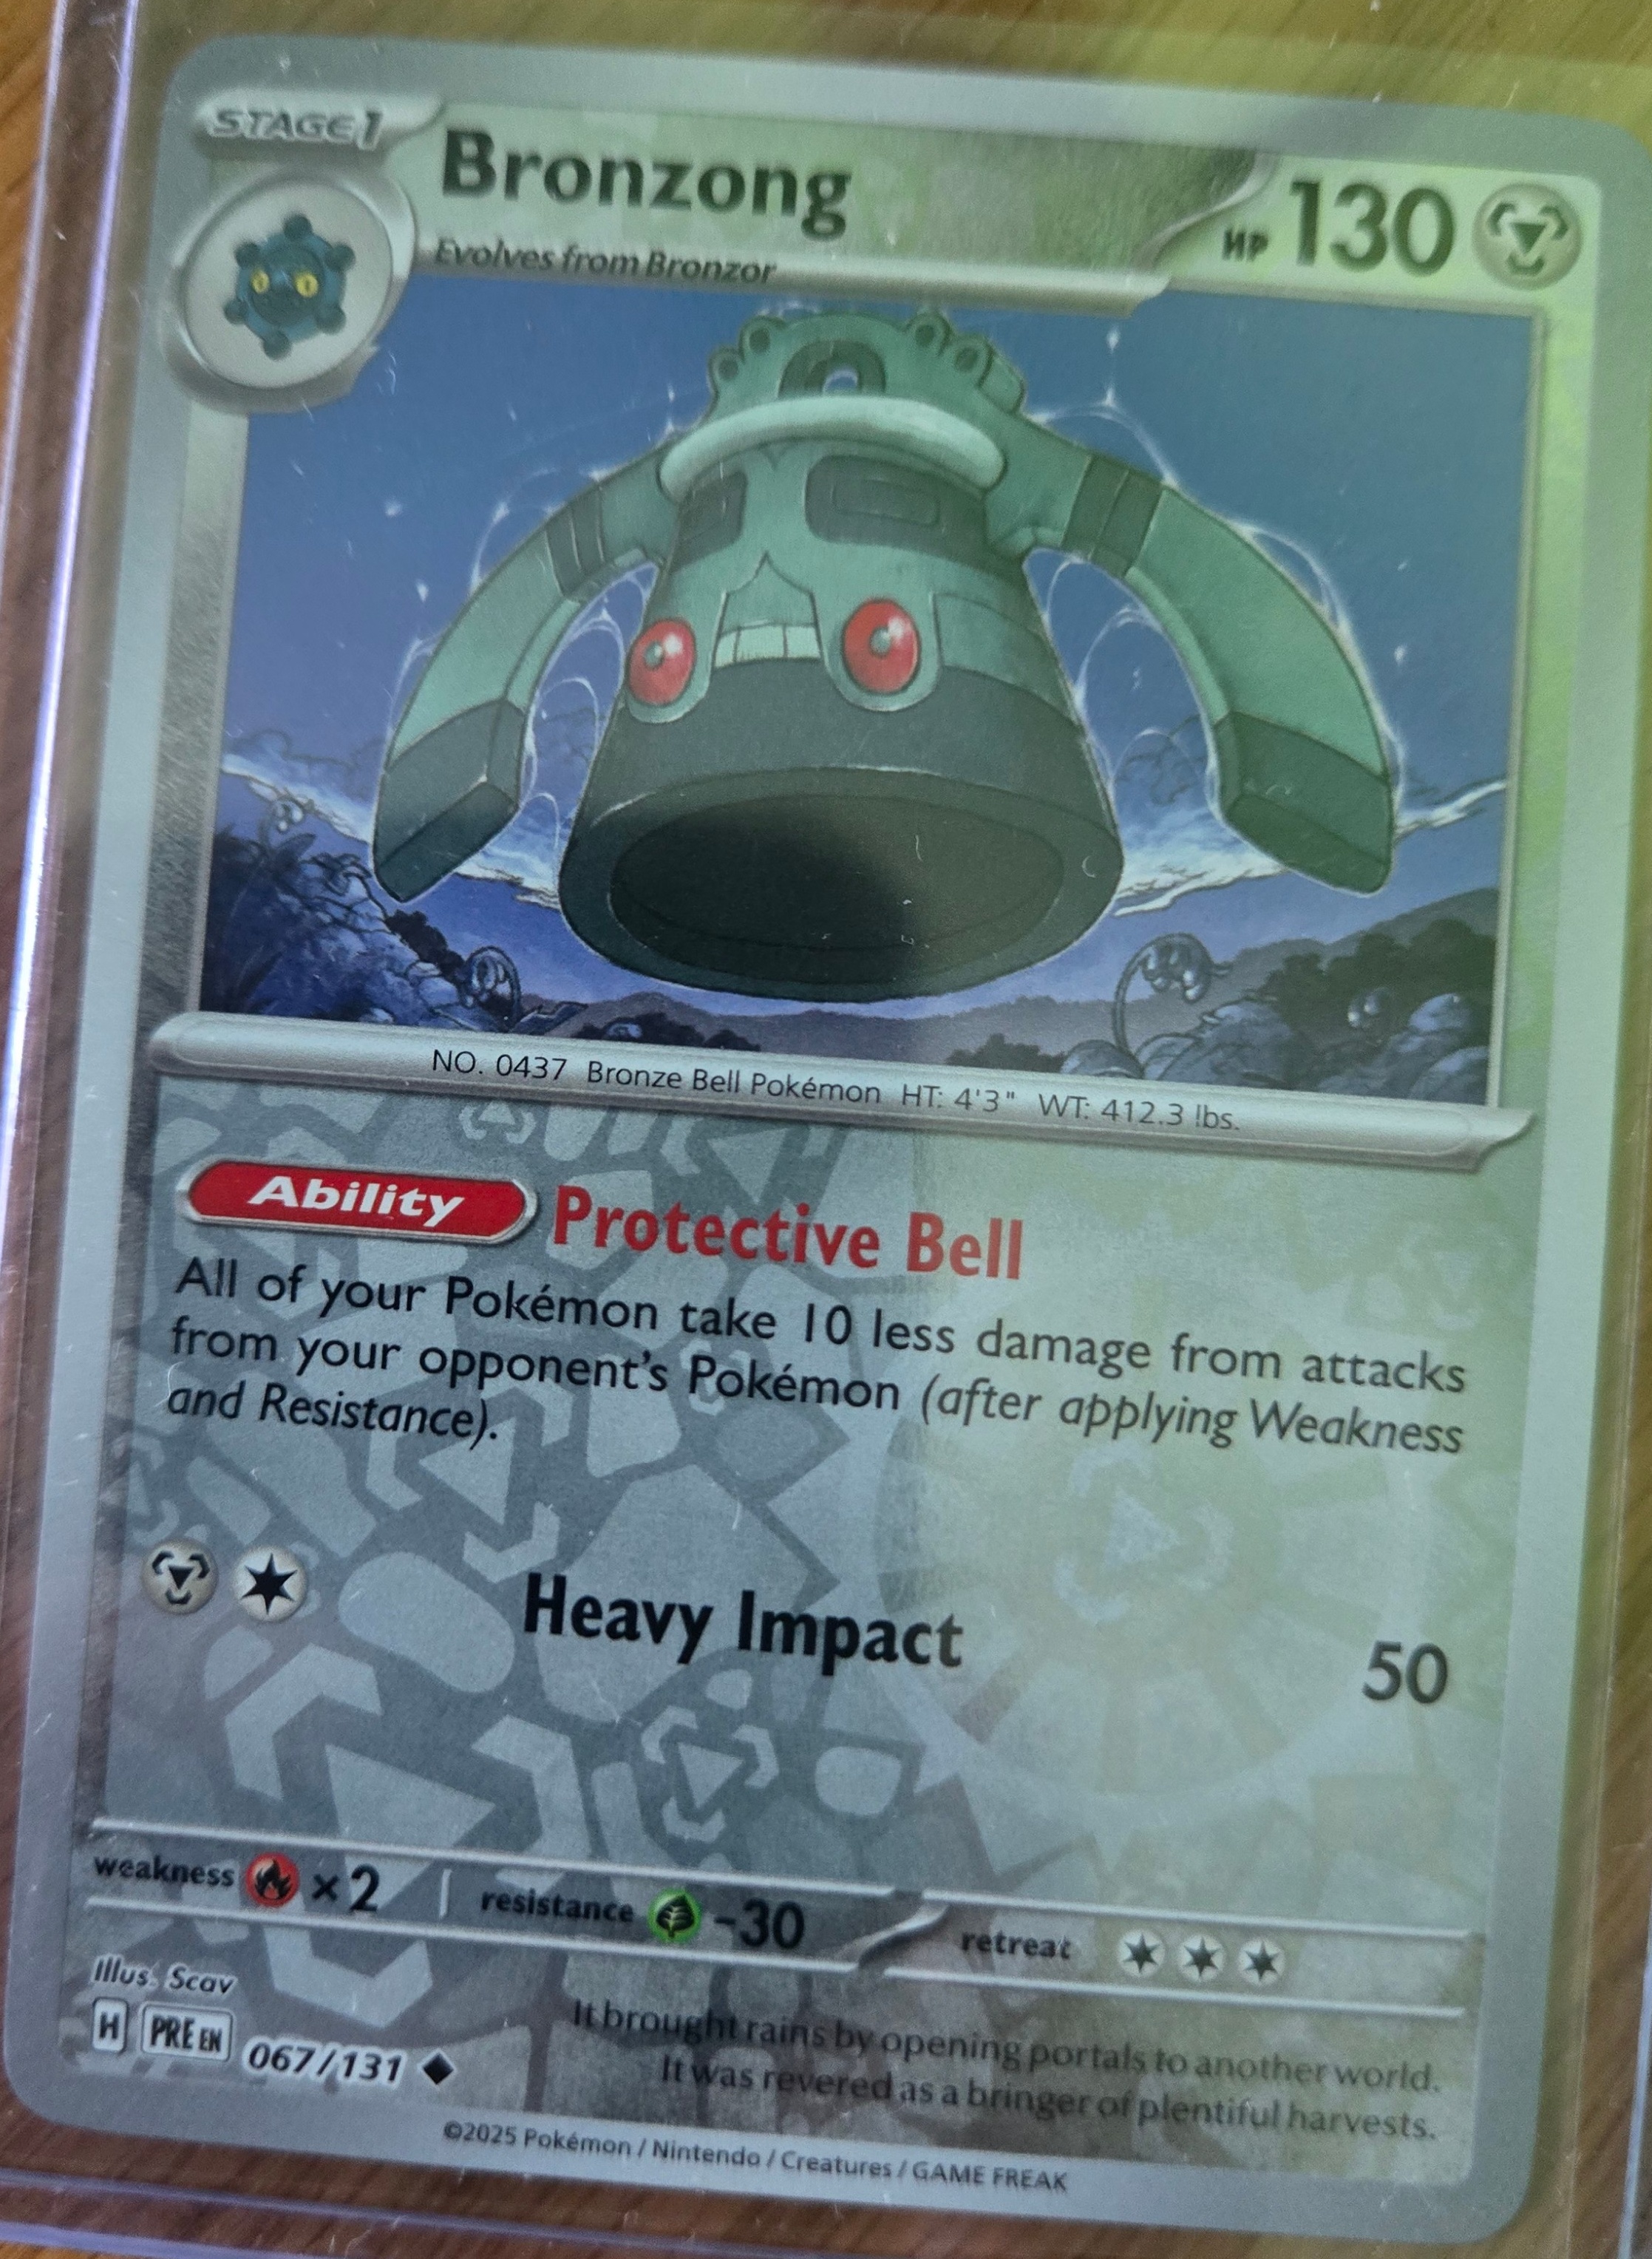 STAGE1
Bronzong
HP 130
Evolves from Bronzor
NO. 0437 Bronze Bell Pokémon HT: 4'3" WT: 412.3 lbs.
Ability Protective Bell
All of your Pokémon take 10 less damage from attacks
from your opponent's Pokémon (after applying Weakness
and Resistance).
Heavy Impact 50
weakness ×2 resistance -30 retreat
Illus. Scav
H PRE EN 067/131
It brought rains by opening portals to another world.
It was revered as a bringer of plentiful harvests.
©2025 Pokémon / Nintendo / Creatures / GAME FREAK